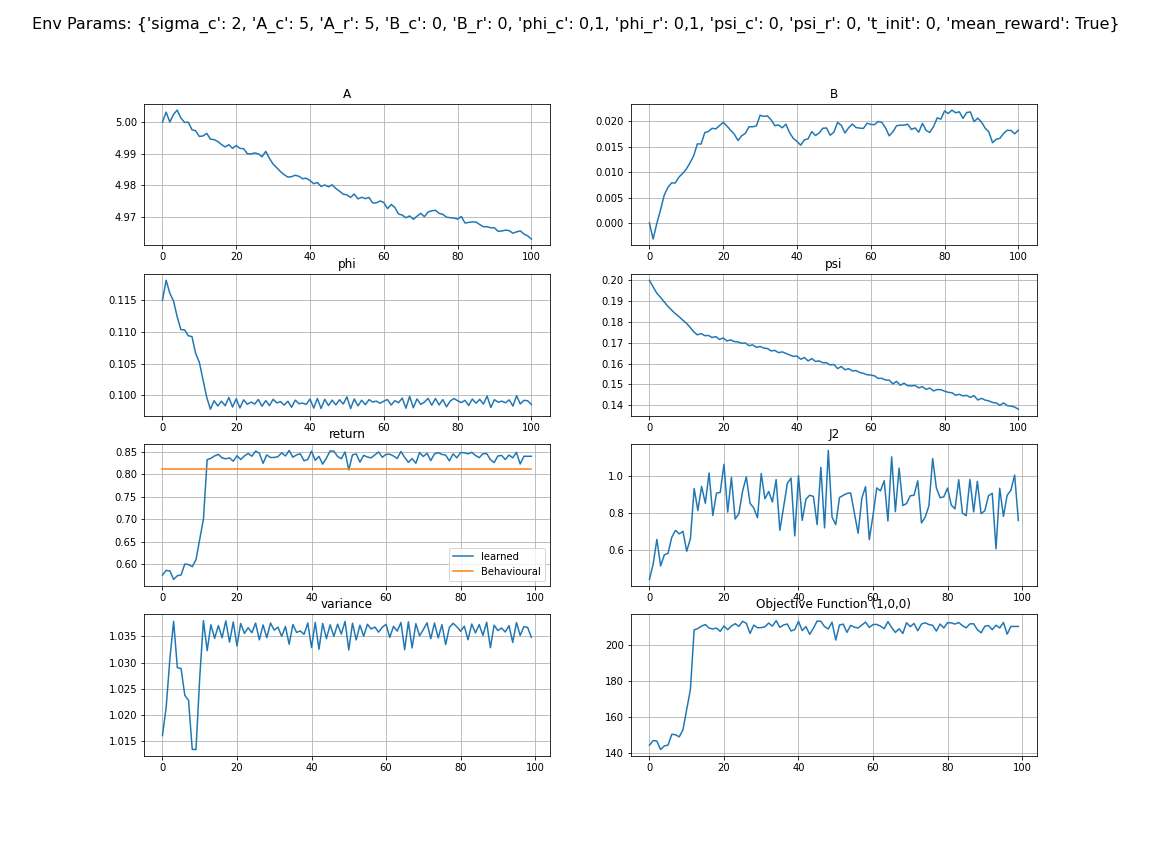 Env Params: {'sigma_c': 2, 'A_c': 5, 'A_r': 5, 'B_c': 0, 'B_r': 0, 'phi_c': 0,1, 'phi_r': 0,1, 'psi_c': 0, 'psi_r': 0, 't_init': 0, 'mean_reward': True}
A
5.00
4.99
4.98
4.97
0 20 40 60 80 100
B
0.020
0.015
0.010
0.005
0.000
0 20 40 60 80 100
phi
0.115
0.110
0.105
0.100
0 20 40 60 80 100
psi
0.20
0.19
0.18
0.17
0.16
0.15
0.14
0 20 40 60 80 100
return
0.85
0.80
0.75
0.70
0.65
0.60
learned
Behavioural
0 20 40 60 80 100
J2
1.0
0.8
0.6
0 20 40 60 80 100
variance
1.035
1.030
1.025
1.020
1.015
0 20 40 60 80 100
Objective Function (1,0,0)
200
180
160
140
0 20 40 60 80 100